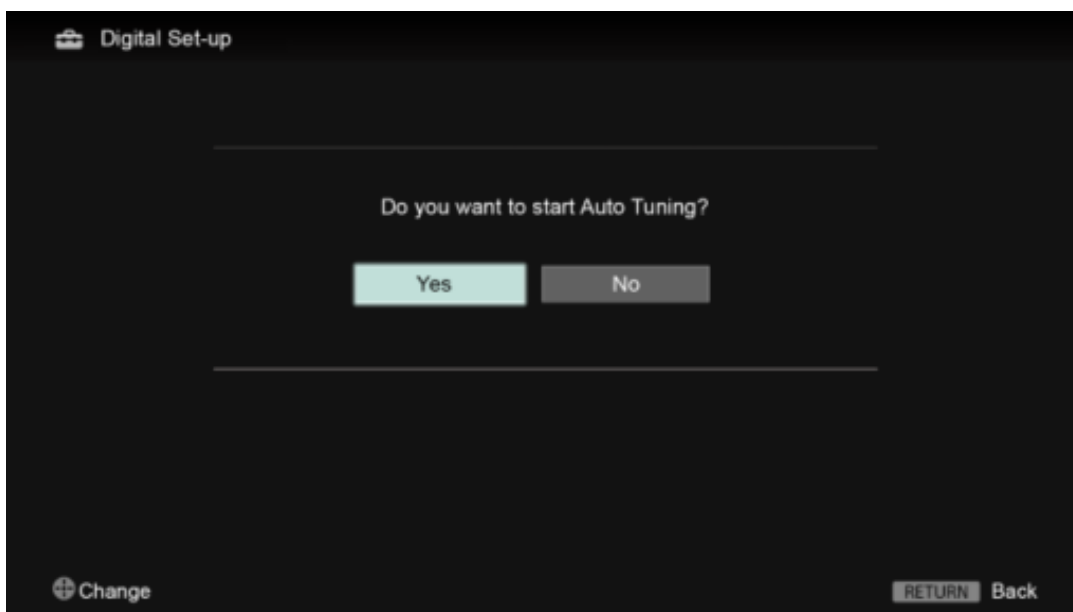 Digital Set-up
Do you want to start Auto Tuning?
Yes No
Change RETURN Back